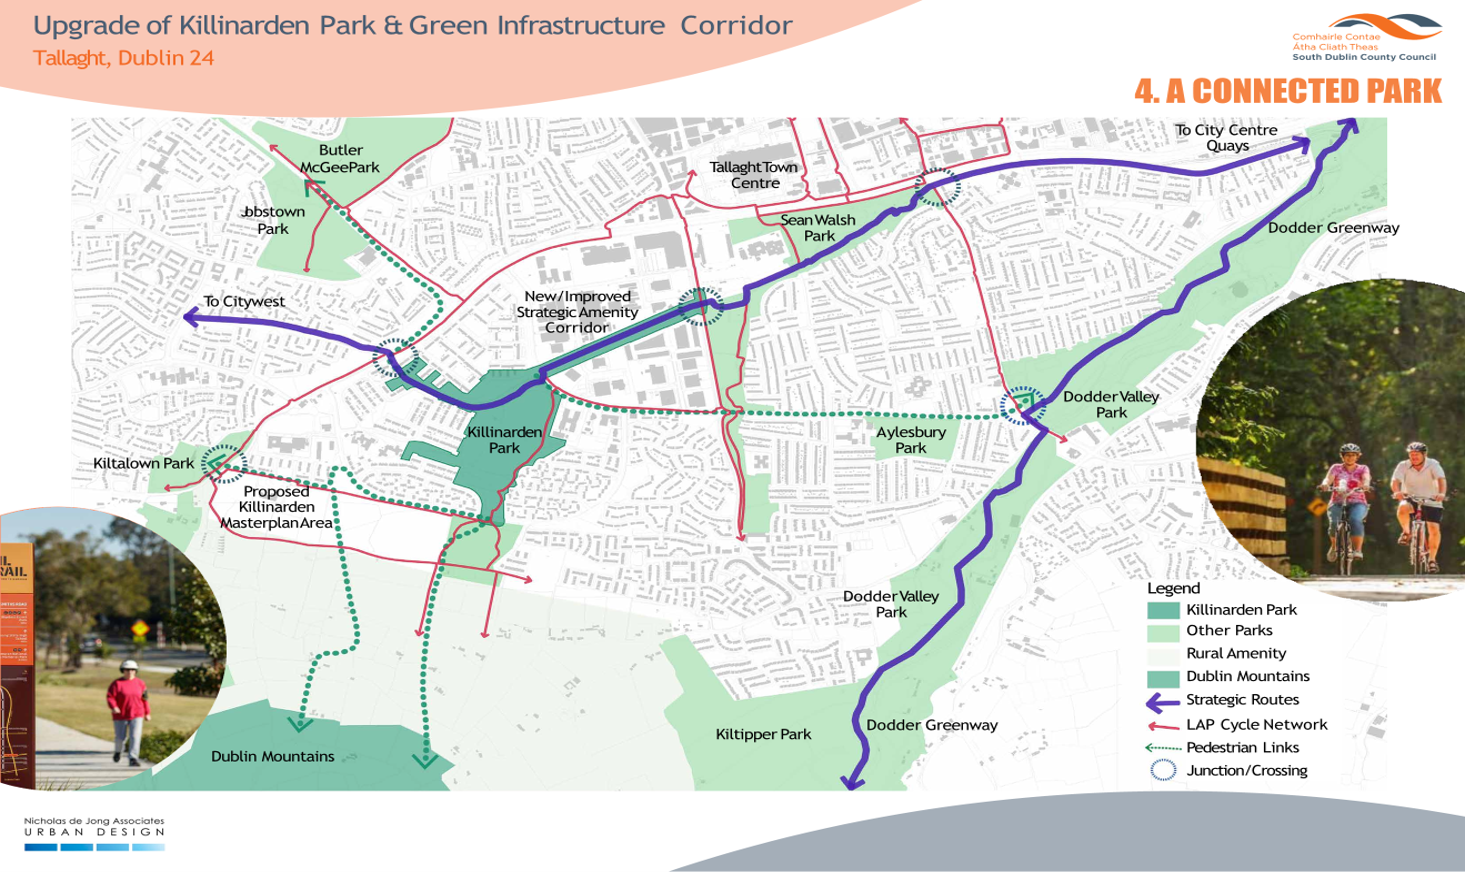 Upgrade of Killinarden Park & Green Infrastructure Corridor
Tallaght, Dublin 24
Comhairle Contae
Átha Cliath Theas
South Dublin County Council
4. A CONNECTED PARK
To City Centre
Quays
Butler
McGeePark
Tallaght Town
Centre
Jobstown
Park
Sean Walsh
Park
Dodder Greenway
To Citywest
New/Improved
Strategic Amenity
Corridor
Dodder Valley
Park
Killinarden
Park
Aylesbury
Park
Kiltalown Park
Proposed
Killinarden
Masterplan Area
Dodder Valley
Park
Dublin Mountains
Kiltipper Park
Dodder Greenway
Legend
Killinarden Park
Other Parks
Rural Amenity
Dublin Mountains
Strategic Routes
LAP Cycle Network
Pedestrian Links
Junction/Crossing
Nicholas de Jong Associates
URBAN DESIGN